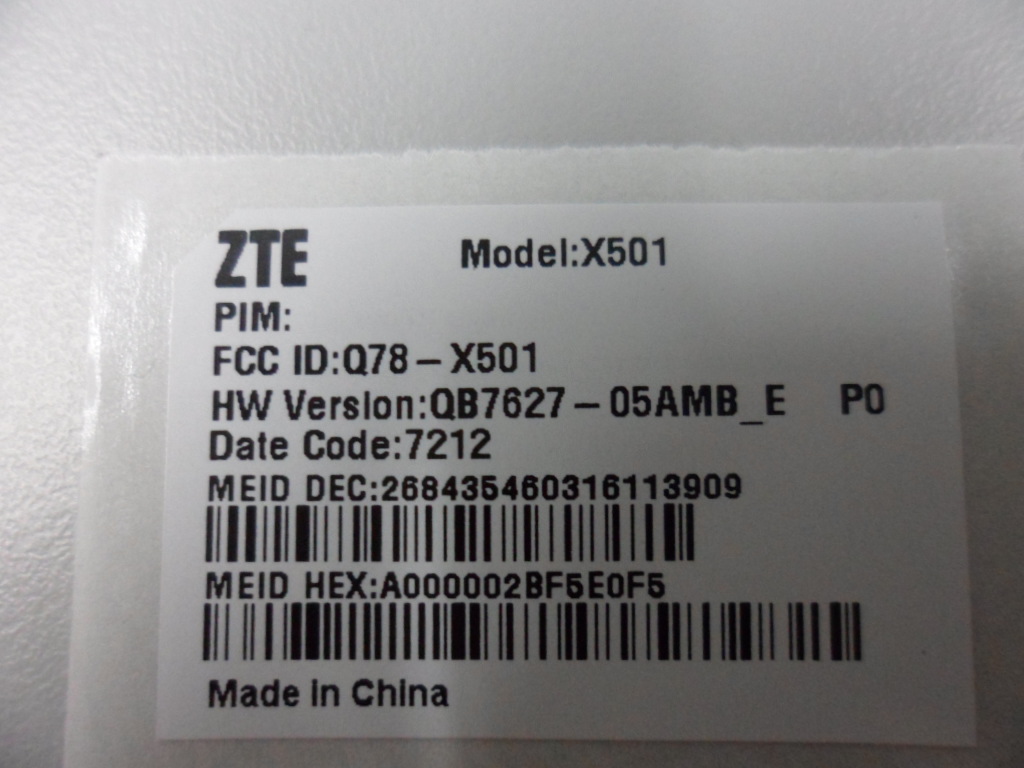 ZTE Model:X501
PIM:
FCC ID:Q78-X501
HW Version:QB7627-05AMB_E P0
Date Code:7212
MEID DEC:268435460316113909
MEID HEX:A000002BF5E0F5
Made in China